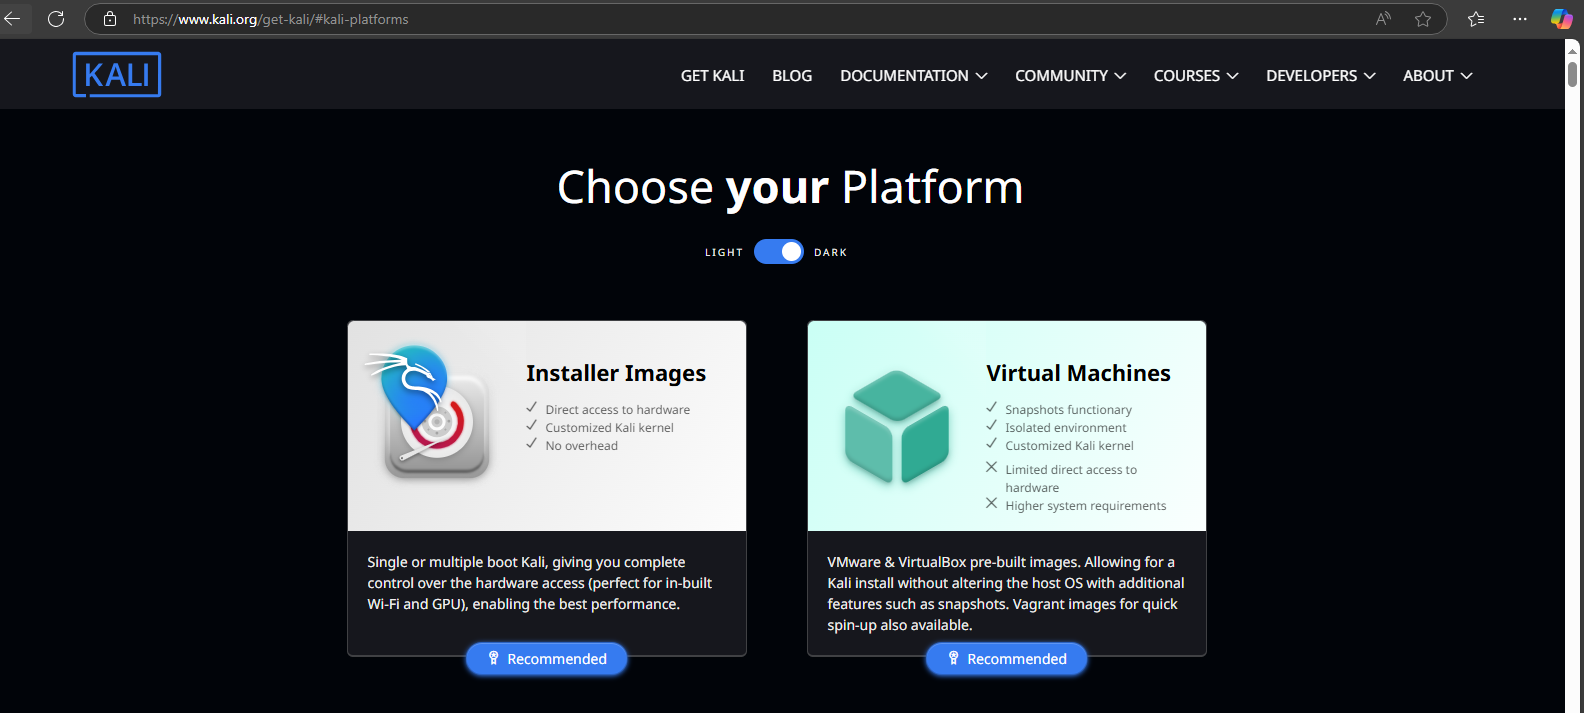 https://www.kali.org/get-kali/#kali-platforms
KALI
GET KALI BLOG DOCUMENTATION COMMUNITY COURSES DEVELOPERS ABOUT
Choose your Platform
LIGHT DARK
Installer Images
Direct access to hardware
Customized Kali kernel
No overhead
Single or multiple boot Kali, giving you complete
control over the hardware access (perfect for in-built
Wi-Fi and GPU), enabling the best performance.
Recommended
Virtual Machines
Snapshots functionary
Isolated environment
Customized Kali kernel
Limited direct access to
hardware
Higher system requirements
VMware & VirtualBox pre-built images. Allowing for a
Kali install without altering the host OS with additional
features such as snapshots. Vagrant images for quick
spin-up also available.
Recommended